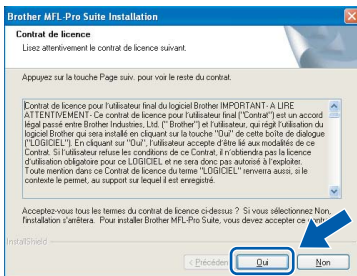 Brother MFL-Pro Suite Installation
Contrat de licence
Lisez attentivement le contrat de licence suivant.
Appuyez sur la touche Page suiv. pour voir le reste du contrat.
Contrat de licence pour l'utilisateur final du logiciel Brother IMPORTANT- A LIRE
ATTENTIVEMENT- Ce contrat de licence pour l'utilisateur final ("Contrat") est un accord
légal passé entre Brother Industries, Ltd. (" Brother") et l'utilisateur, qui régit l'utilisation du
logiciel Brother qui sera installé en cliquant sur la touche "Oui" de cette boîte de dialogue
("LOGICIEL"). En cliquant sur "Oui", l'utilisateur accepte d'être lié aux modalités de ce
Contrat. Si l'utilisateur refuse les conditions de ce Contrat, il n'obtiendra pas la licence
d'utilisation obligatoire pour ce LOGICIEL et ne sera donc pas autorisé à l'exploiter.
Toute mention dans ce Contrat de licence du terme "LOGICIEL" renverra aussi, si le
contexte le permet, au support sur lequel il est enregistré.
Acceptez-vous tous les termes du contrat de licence ci-dessus ? Si vous sélectionnez Non,
l'installation s'arrêtera. Pour installer Brother MFL-Pro Suite, vous devez accepter ce
InstallShield
< Précéden Oui Non